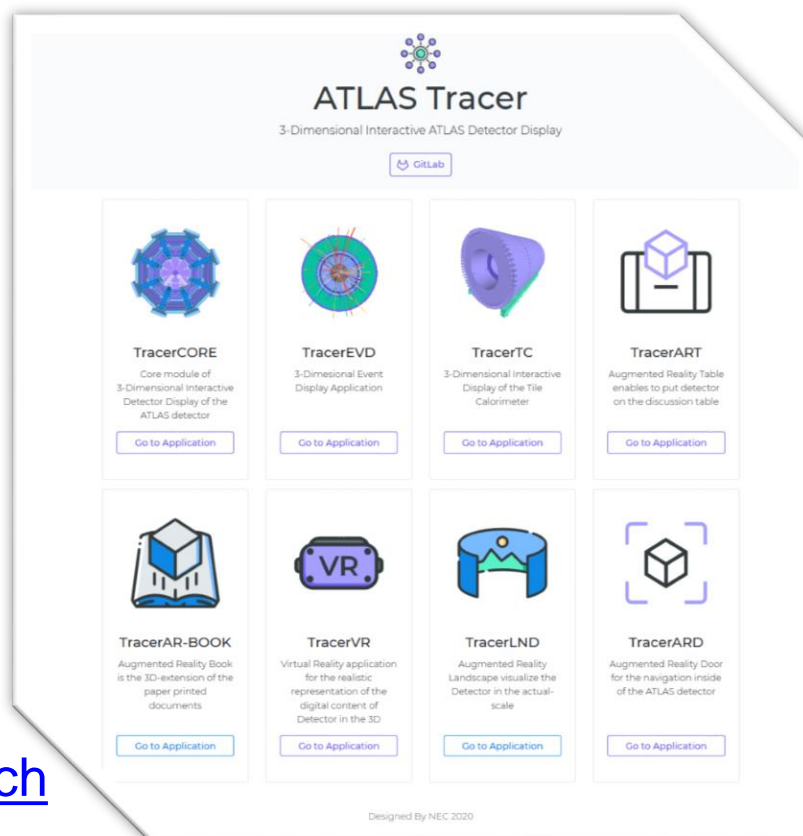 ATLAS Tracer
3-Dimensional Interactive ATLAS Detector Display
GitLab
TracerCORE
Core module of
3-Dimensional Interactive
Detector Display of the
ATLAS detector
Go to Application
TracerEVD
3-Dimesional Event
Display Application
Go to Application
TracerTC
3-Dimensional Interactive
Display of the Tile
Calorimeter
Go to Application
TracerART
Augmented Reality Table
enables to put detector
on the discussion table
Go to Application
TracerAR-BOOK
Augmented Reality Book
is the 3D-extension of the
paper printed
documents
Go to Application
VR
TracerVR
Virtual Reality application
for the realistic
representation of the
digital content of
Detector in the 3D
Go to Application
TracerLND
Augmented Reality
Landscape visualize the
Detector in the actual-
scale
Go to Application
TracerARD
Augmented Reality Door
for the navigation inside
of the ATLAS detector
Go to Application
ch
Designed By NEC 2020